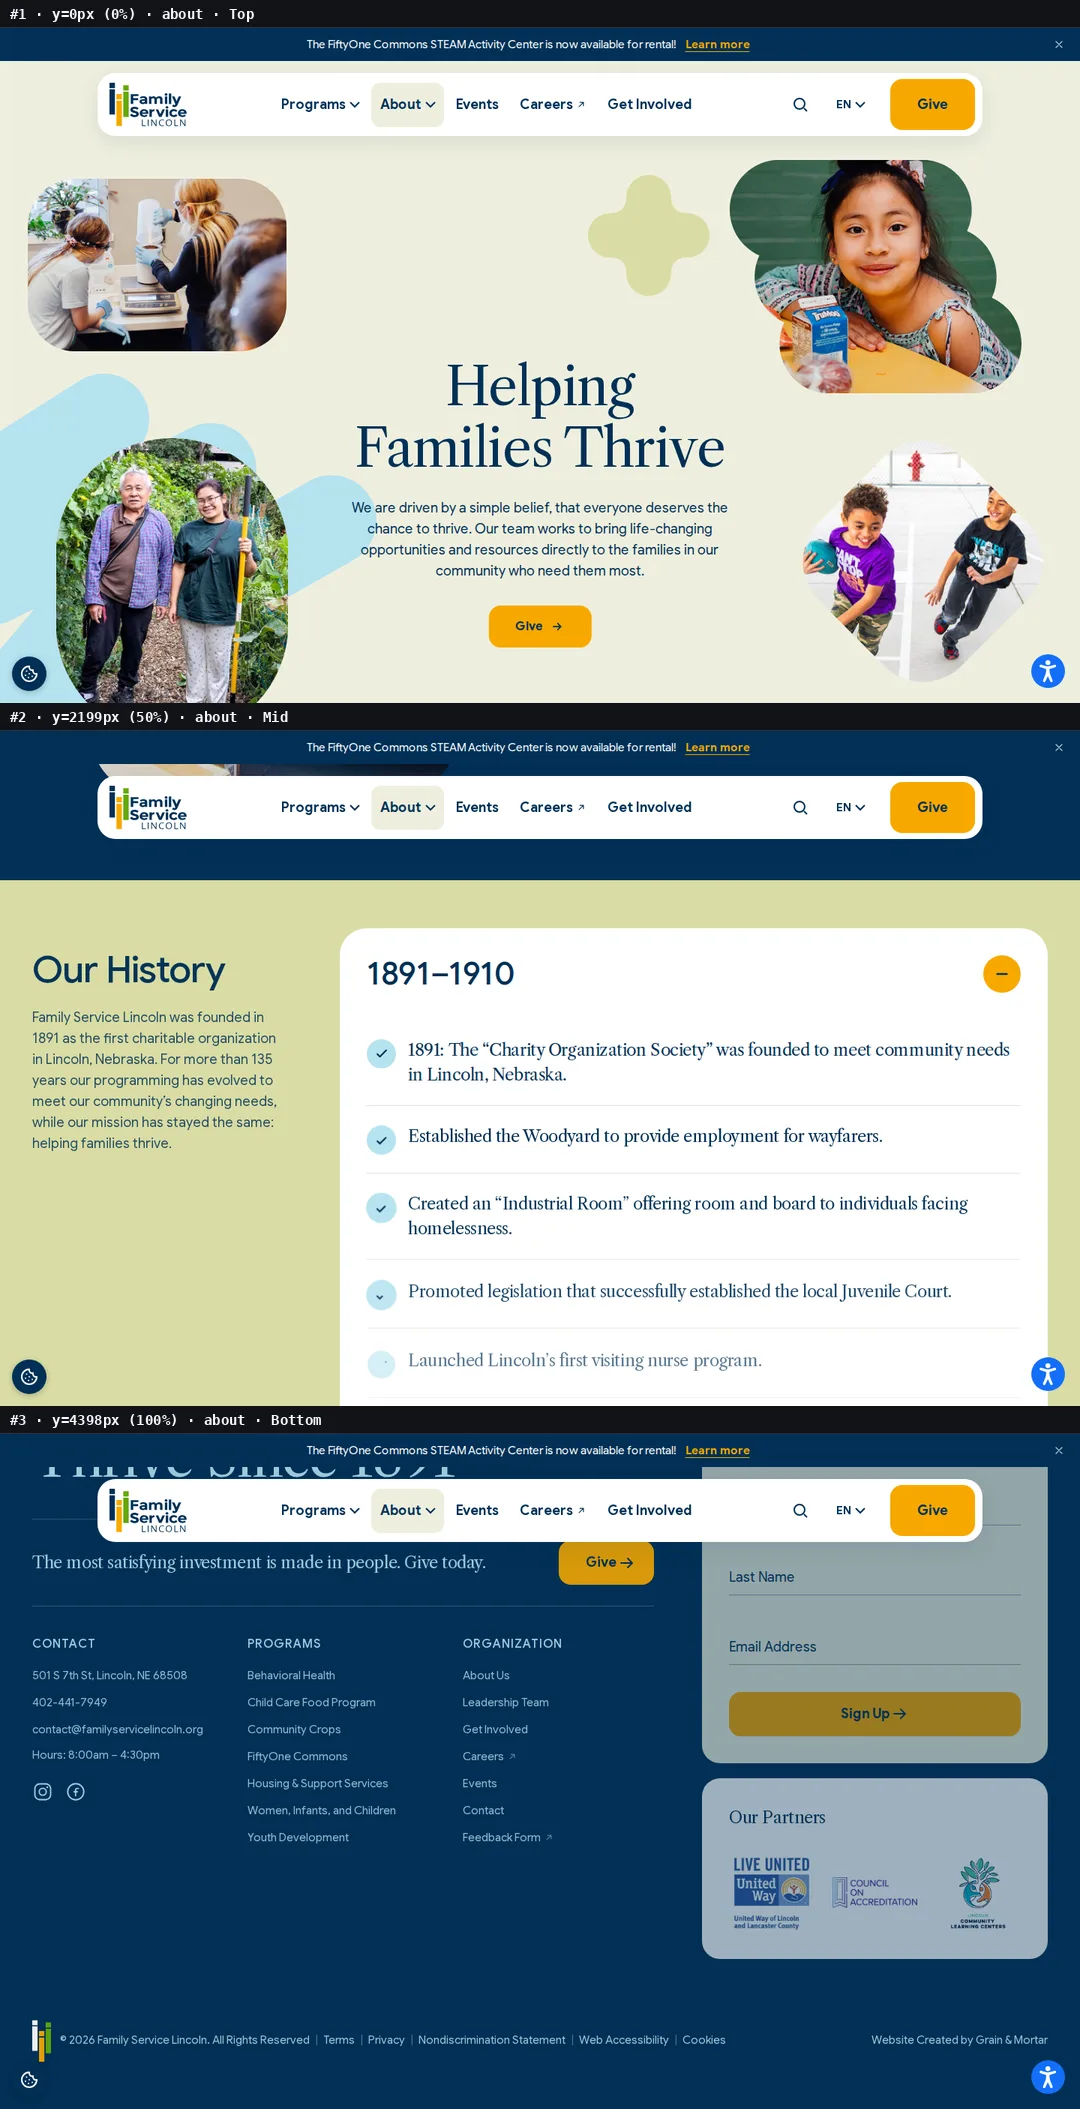 #1 · y=0px (0%) · about · Top
The FiftyOne Commons STEAM Activity Center is now available for rental! Learn more
Family Service LINCOLN
Programs About Events Careers Get Involved EN Give
TruMoo
Helping
Families Thrive
We are driven by a simple belief, that everyone deserves the
chance to thrive. Our team works to bring life-changing
opportunities and resources directly to the families in our
community who need them most.
Give
#2 · y=2199px (50%) · about · Mid
The FiftyOne Commons STEAM Activity Center is now available for rental! Learn more
Family Service LINCOLN
Programs About Events Careers Get Involved EN Give
Our History
Family Service Lincoln was founded in
1891 as the first charitable organization
in Lincoln, Nebraska. For more than 135
years our programming has evolved to
meet our community’s changing needs,
while our mission has stayed the same:
helping families thrive.
1891–1910
1891: The “Charity Organization Society” was founded to meet community needs
in Lincoln, Nebraska.
Established the Woodyard to provide employment for wayfarers.
Created an “Industrial Room” offering room and board to individuals facing
homelessness.
Promoted legislation that successfully established the local Juvenile Court.
Launched Lincoln’s first visiting nurse program.
#3 · y=4398px (100%) · about · Bottom
The FiftyOne Commons STEAM Activity Center is now available for rental! Learn more
Thrive Since 1891
Family Service LINCOLN
Programs About Events Careers Get Involved EN Give
The most satisfying investment is made in people. Give today.
Give
Last Name
Email Address
Sign Up
CONTACT
501 S 7th St, Lincoln, NE 68508
402-441-7949
contact@familyservicelincoln.org
Hours: 8:00am – 4:30pm
PROGRAMS
Behavioral Health
Child Care Food Program
Community Crops
FiftyOne Commons
Housing & Support Services
Women, Infants, and Children
Youth Development
ORGANIZATION
About Us
Leadership Team
Get Involved
Careers
Events
Contact
Feedback Form
Our Partners
LIVE UNITED
United Way
United Way of Lincoln
and Lancaster County
COUNCIL
ON
ACCREDITATION
LINCOLN
COMMUNITY
LEARNING CENTERS
© 2026 Family Service Lincoln. All Rights Reserved | Terms | Privacy | Nondiscrimination Statement | Web Accessibility | Cookies
Website Created by Grain & Mortar